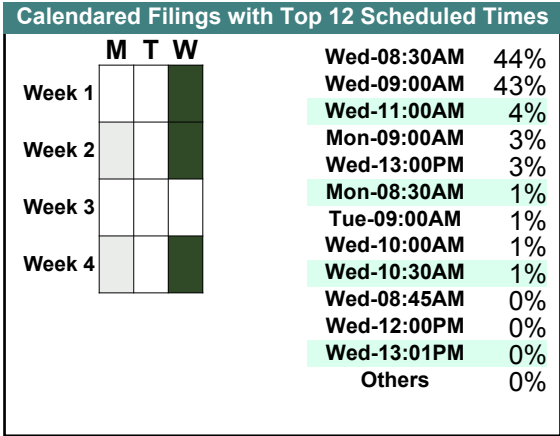 Calendared Filings with Top 12 Scheduled Times
M T W
Week 1
Week 2
Week 3
Week 4
Wed-08:30AM 44%
Wed-09:00AM 43%
Wed-11:00AM 4%
Mon-09:00AM 3%
Wed-13:00PM 3%
Mon-08:30AM 1%
Tue-09:00AM 1%
Wed-10:00AM 1%
Wed-10:30AM 1%
Wed-08:45AM 0%
Wed-12:00PM 0%
Wed-13:01PM 0%
Others 0%